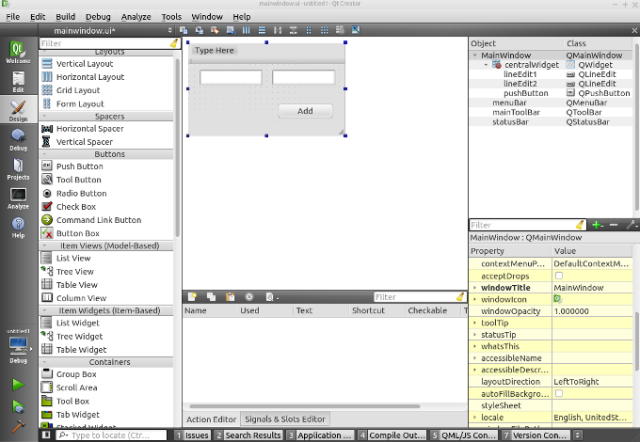 mainwindow.ui - untitled1 - Qt Creator
File Edit Build Debug Analyze Tools Window Help
mainwindow.ui*
Welcome
Edit
Design
Debug
Projects
Analyze
Help
untitled1
Debug
Filter
Layouts
Vertical Layout
Horizontal Layout
Grid Layout
Form Layout
Spacers
Horizontal Spacer
Vertical Spacer
Buttons
Push Button
Tool Button
Radio Button
Check Box
Command Link Button
Button Box
Item Views (Model-Based)
List View
Tree View
Table View
Column View
Item Widgets (Item-Based)
List Widget
Tree Widget
Table Widget
Containers
Group Box
Scroll Area
Tool Box
Tab Widget
Stacked Widget
Type Here
Add
Filter
Name Used Text Shortcut Checkable T
Action Editor Signals & Slots Editor
Object Class
MainWindow QMainWindow
centralWidget QWidget
lineEdit1 QLineEdit
lineEdit2 QLineEdit
pushButton QPushButton
menuBar QMenuBar
mainToolBar QToolBar
statusBar QStatusBar
Filter
MainWindow : QMainWindow
Property Value
contextMenuP... DefaultContextM...
acceptDrops
windowTitle MainWindow
windowIcon
windowOpacity 1.000000
toolTip
statusTip
whatsThis
accessibleName
accessibleDescr...
layoutDirection LeftToRight
autoFillBackgro...
styleSheet
locale English, UnitedSt...
Type to locate (Ctr...
1 Issues 2 Search Results 3 Application ... 4 Compile Out... 5 QML/JS Con... 7 Version Con...